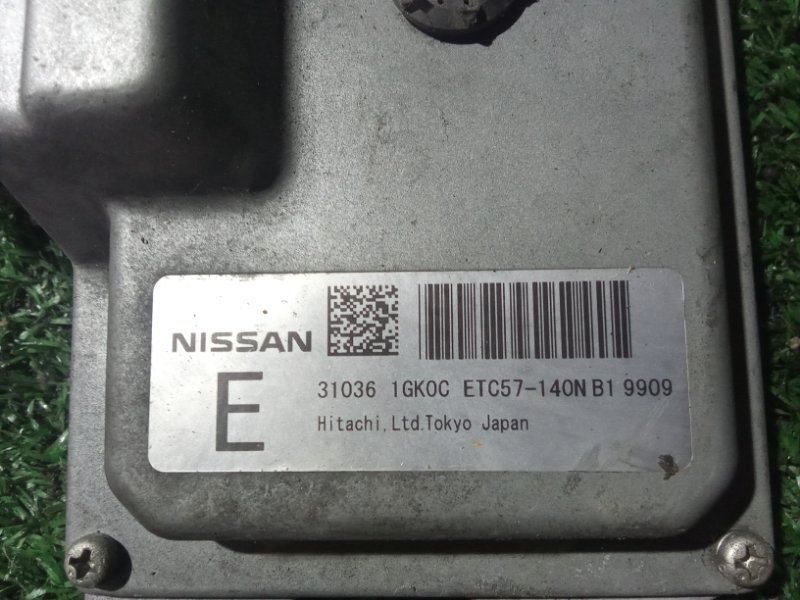 NISSAN
E
31036 1GK0C ETC57-140N B1 9909
Hitachi,Ltd.Tokyo Japan